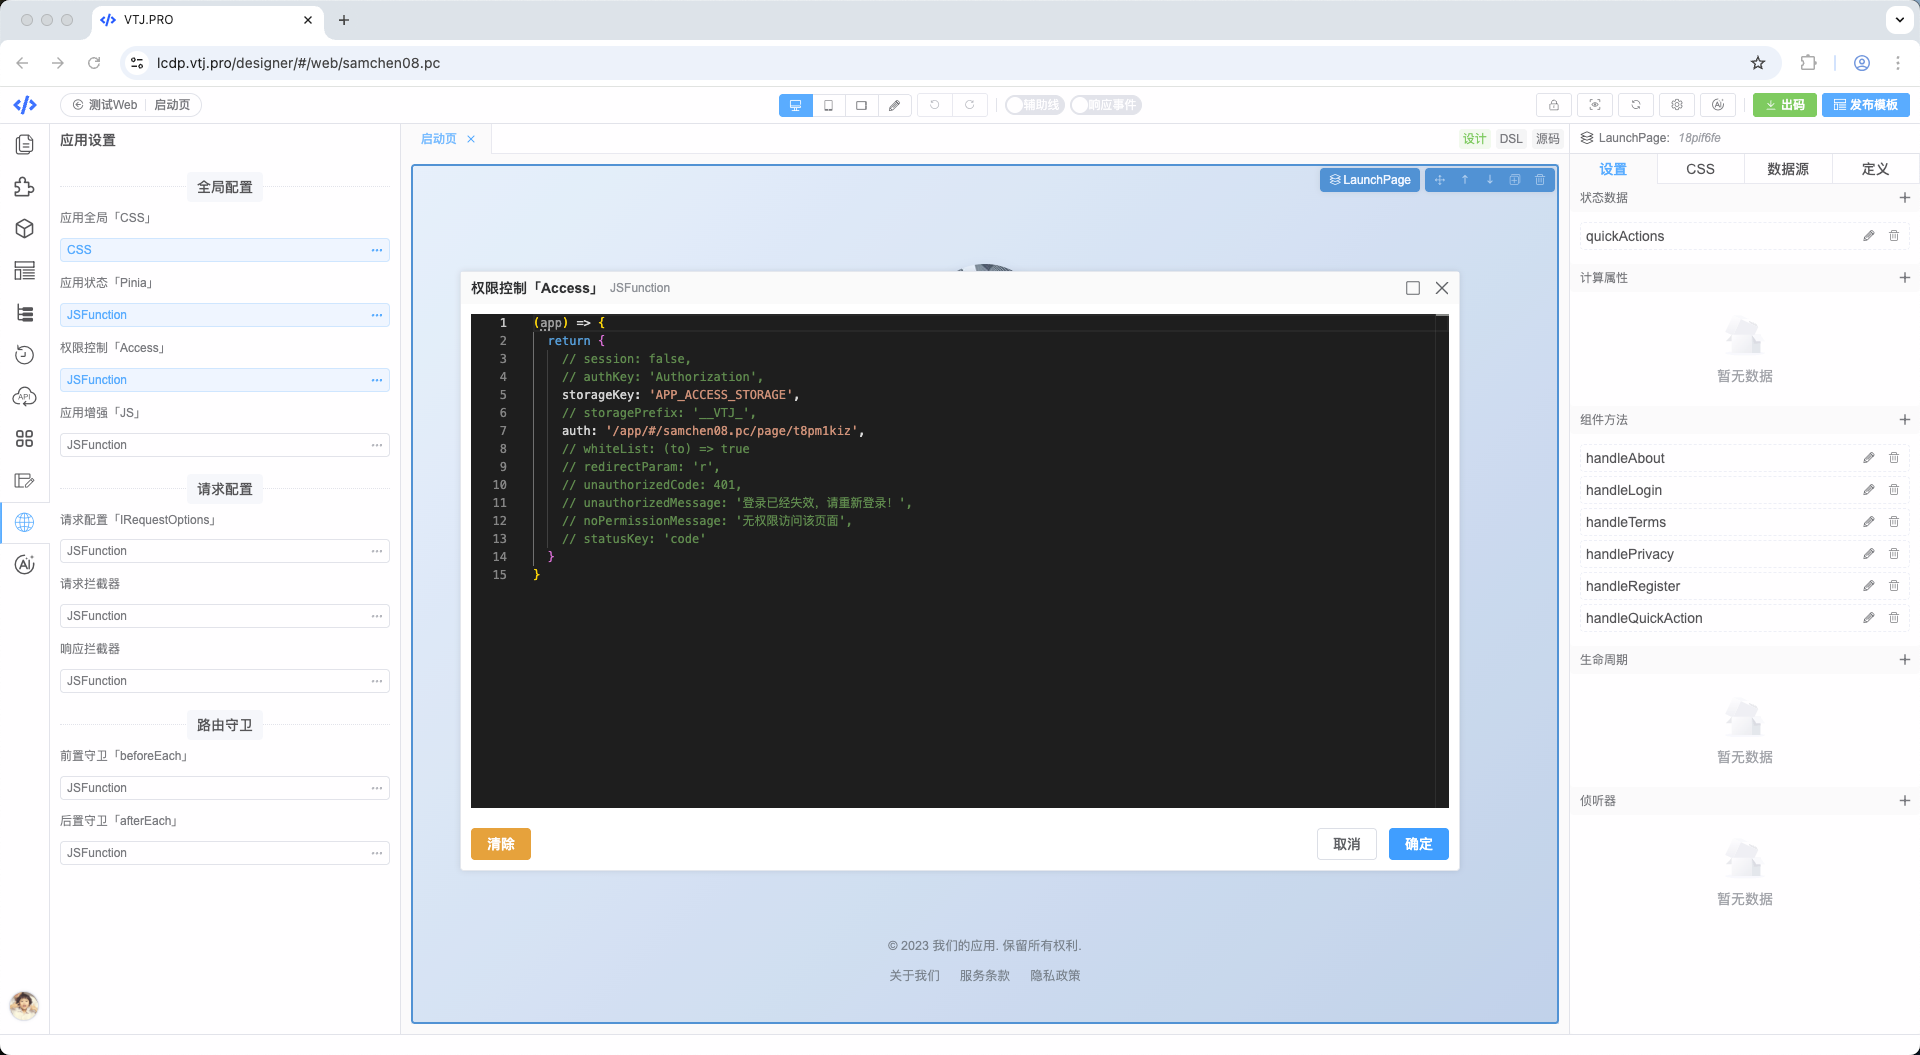 VTJ.PRO
lcdp.vtj.pro/designer/#/web/samchen08.pc
测试Web
启动页
辅助线
响应事件
出码
发布模板
应用设置
全局配置
应用全局「CSS」
CSS
应用状态「Pinia」
JSFunction
权限控制「Access」
JSFunction
应用增强「JS」
JSFunction
请求配置
请求配置「IRequestOptions」
JSFunction
请求拦截器
JSFunction
响应拦截器
JSFunction
路由守卫
前置守卫「beforeEach」
JSFunction
后置守卫「afterEach」
JSFunction
API
AI
启动页
设计 DSL 源码
LaunchPage
权限控制「Access」 JSFunction
1 (app) => {
2 return {
3 // session: false,
4 // authKey: 'Authorization',
5 storageKey: 'APP_ACCESS_STORAGE',
6 // storagePrefix: '__VTJ_',
7 auth: '/app/#/samchen08.pc/page/t8pm1kiz',
8 // whiteList: (to) => true
9 // redirectParam: 'r',
10 // unauthorizedCode: 401,
11 // unauthorizedMessage: '登录已经失效，请重新登录！',
12 // noPermissionMessage: '无权限访问该页面',
13 // statusKey: 'code'
14 }
15 }
清除
取消
确定
© 2023 我们的应用. 保留所有权利.
关于我们 服务条款 隐私政策
LaunchPage: 18pif6fe
设置 CSS 数据源 定义
状态数据
quickActions
计算属性
暂无数据
组件方法
handleAbout
handleLogin
handleTerms
handlePrivacy
handleRegister
handleQuickAction
生命周期
暂无数据
侦听器
暂无数据